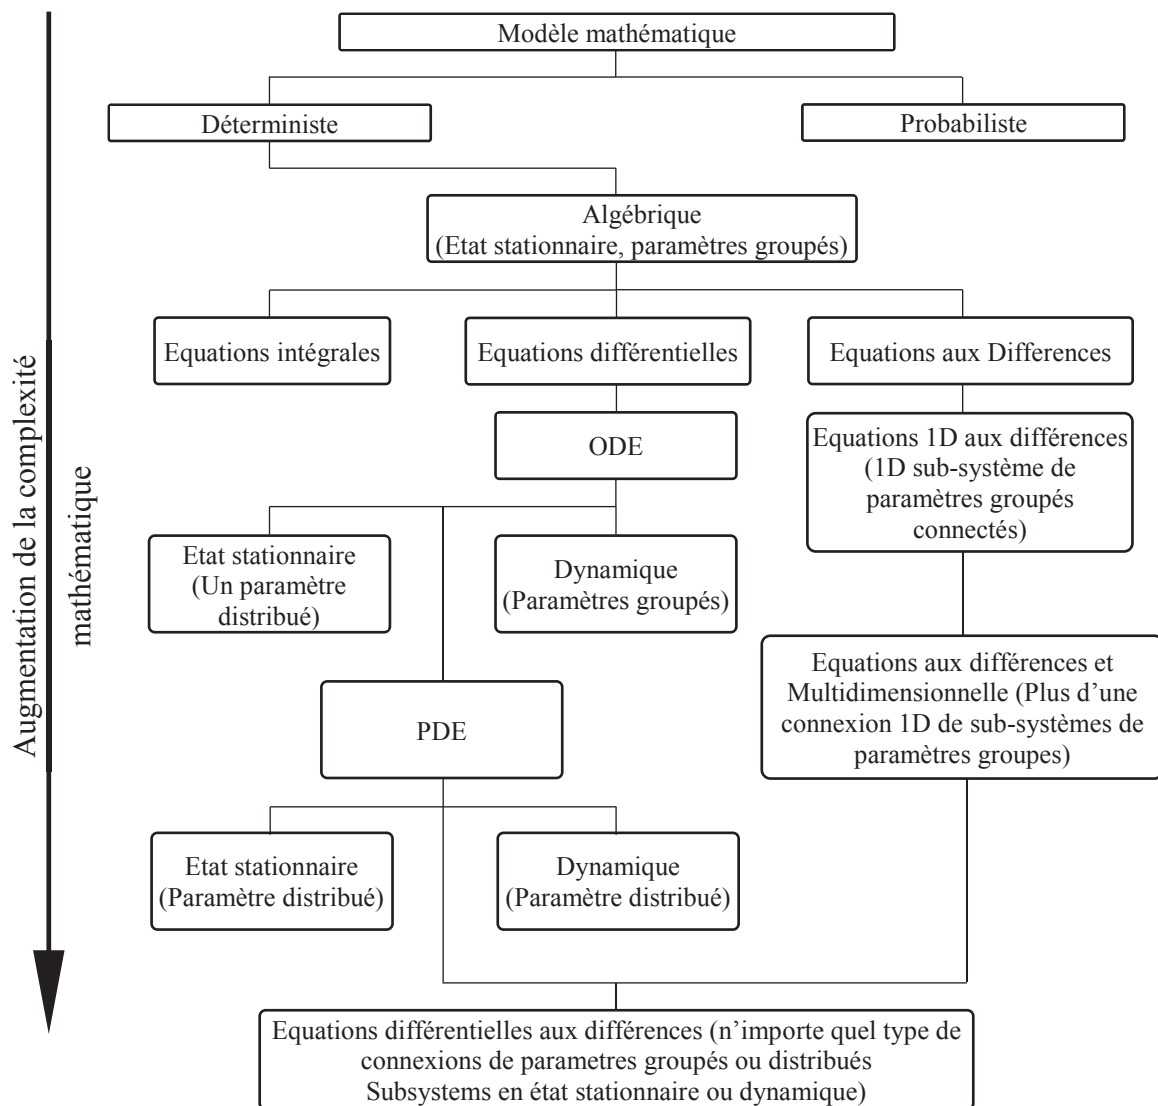 Modèle mathématique
Déterministe
Probabiliste
Algébrique
(Etat stationnaire, paramètres groupés)
Equations intégrales
Equations différentielles
Equations aux Differences
ODE
Equations 1D aux différences
(1D sub-système de
paramètres groupés
connectés)
Etat stationnaire
(Un paramètre
distribué)
Dynamique
(Paramètres groupés)
Equations aux différences et
Multidimensionnelle (Plus d’une
connexion 1D de sub-systèmes de
paramètres groupes)
PDE
Etat stationnaire
(Paramètre distribué)
Dynamique
(Paramètre distribué)
Equations différentielles aux différences (n’importe quel type de
connexions de parametres groupés ou distribués
Subsystems en état stationnaire ou dynamique)
Augmentation de la complexité
mathématique